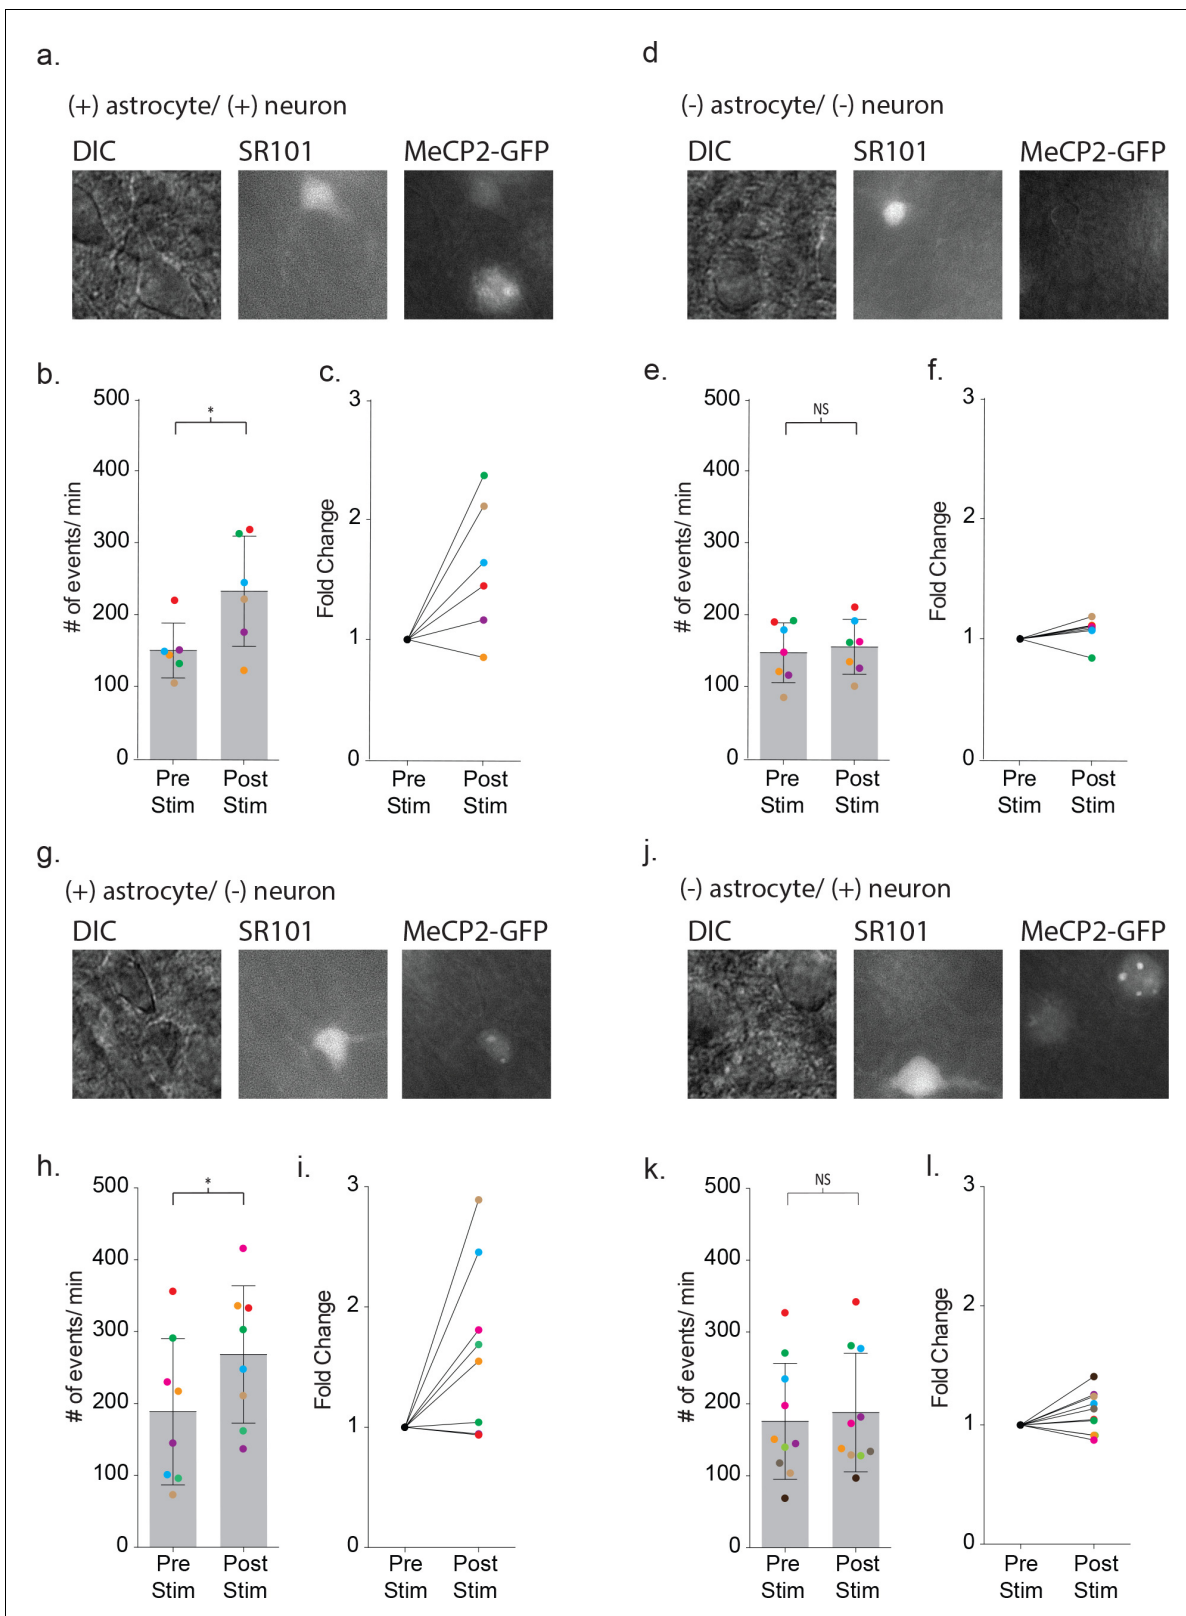 a.
(+) astrocyte/ (+) neuron
DIC SR101 MeCP2-GFP
d
(-) astrocyte/ (-) neuron
DIC SR101 MeCP2-GFP
b.
# of events/ min
500
400
300
200
100
0
*
Pre Stim
Post Stim
c.
Fold Change
3
2
1
0
Pre Stim
Post Stim
e.
# of events/ min
500
400
300
200
100
0
NS
Pre Stim
Post Stim
f.
Fold Change
3
2
1
0
Pre Stim
Post Stim
g.
(+) astrocyte/ (-) neuron
DIC SR101 MeCP2-GFP
j.
(-) astrocyte/ (+) neuron
DIC SR101 MeCP2-GFP
h.
# of events/ min
500
400
300
200
100
0
*
Pre Stim
Post Stim
i.
Fold Change
3
2
1
0
Pre Stim
Post Stim
k.
# of events/ min
500
400
300
200
100
0
NS
Pre Stim
Post Stim
l.
Fold Change
3
2
1
0
Pre Stim
Post Stim